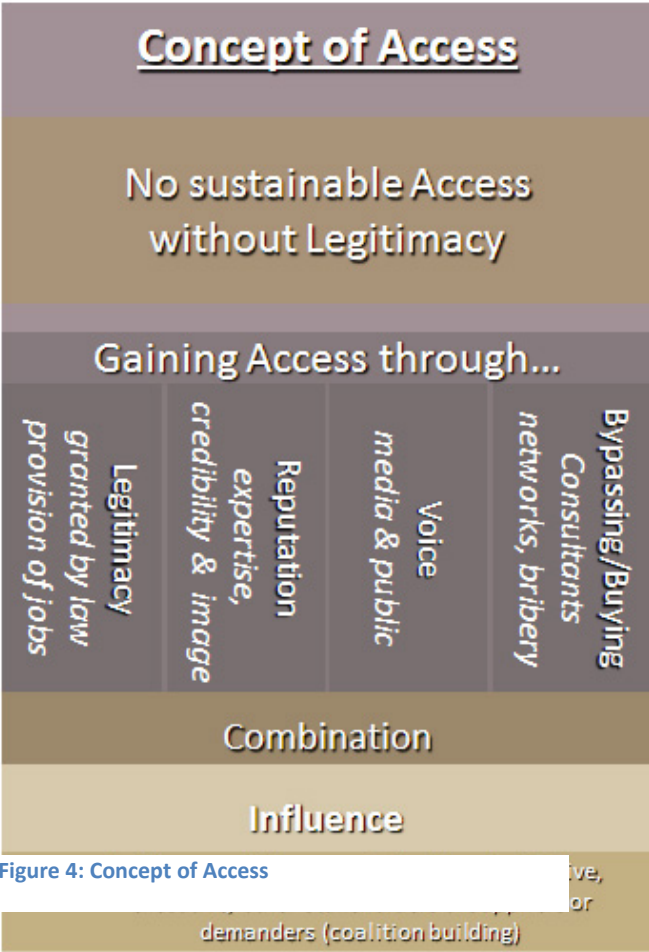 Concept of Access
No sustainable Access
without Legitimacy
Gaining Access through...
Legitimacy
granted by law
provision of jobs
Reputation
expertise,
credibility & image
Voice
media & public
Bypassing/Buying
Consultants
networks, bribery
Combination
Influence
Figure 4: Concept of Access
ive,
or
demanders (coalition building)